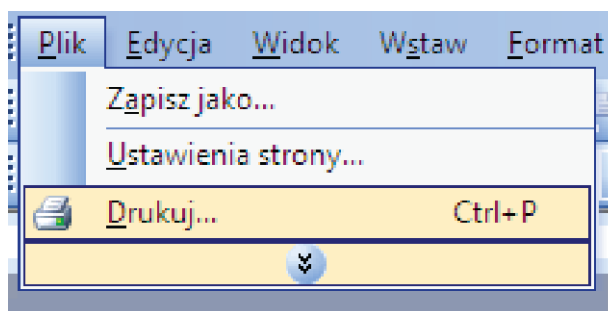 Plik Edycja Widok Wstaw Format
Zapisz jako...
Ustawienia strony...
Drukuj... Ctrl+P